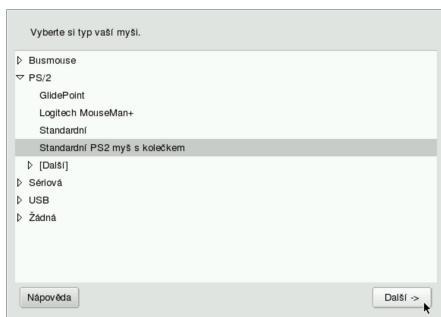 Vyberte si typ vaší myši.
Busmouse
PS/2
GlidePoint
Logitech MouseMan+
Standardní
Standardní PS2 myš s kolečkem
[Další]
Sériová
USB
Žádná
Nápověda
Další ->